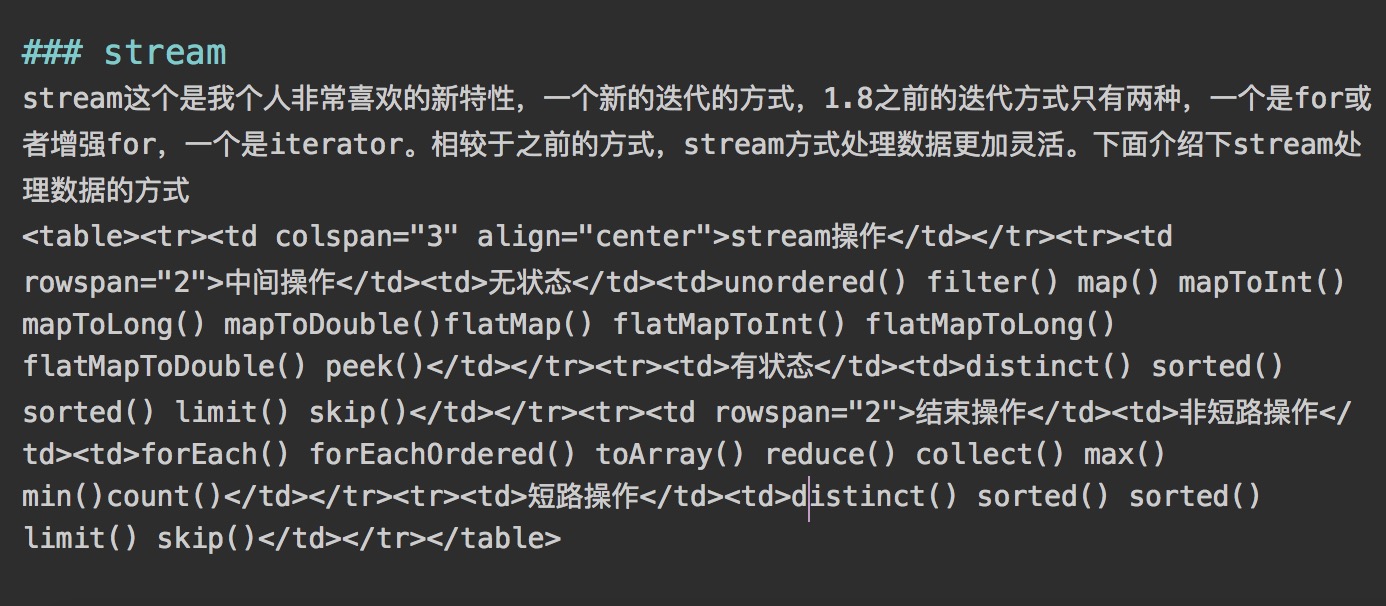 ### stream
stream这个是我个人非常喜欢的新特性，一个新的迭代的方式，1.8之前的迭代方式只有两种，一个是for或
者增强for，一个是iterator。相较于之前的方式，stream方式处理数据更加灵活。下面介绍下stream处
理数据的方式
<table><tr><td colspan="3" align="center">stream操作</td></tr><tr><td
rowspan="2">中间操作</td><td>无状态</td><td>unordered() filter() map() mapToInt()
mapToLong() mapToDouble()flatMap() flatMapToInt() flatMapToLong()
flatMapToDouble() peek()</td></tr><tr><td>有状态</td><td>distinct() sorted()
sorted() limit() skip()</td></tr><tr><td rowspan="2">结束操作</td><td>非短路操作</
td><td>forEach() forEachOrdered() toArray() reduce() collect() max()
min()count()</td></tr><tr><td>短路操作</td><td>distinct() sorted() sorted()
limit() skip()</td></tr></table>